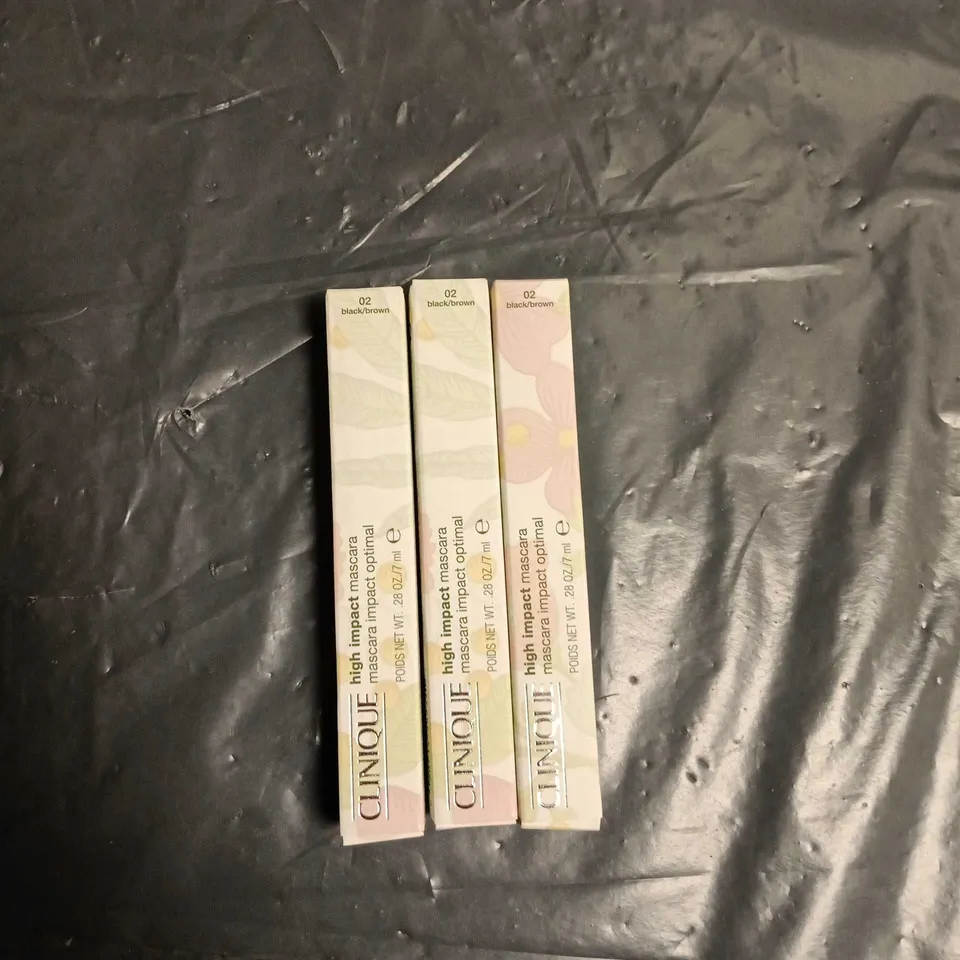 02
black/brown
CLINIQUE
high impact mascara
mascara impact optimal
POIDS NET WT. .28 OZ/7 ml ℮
02
black/brown
CLINIQUE
high impact mascara
mascara impact optimal
POIDS NET WT. .28 OZ/7 ml ℮
02
black/brown
CLINIQUE
high impact mascara
mascara impact optimal
POIDS NET WT. .28 OZ/7 ml ℮